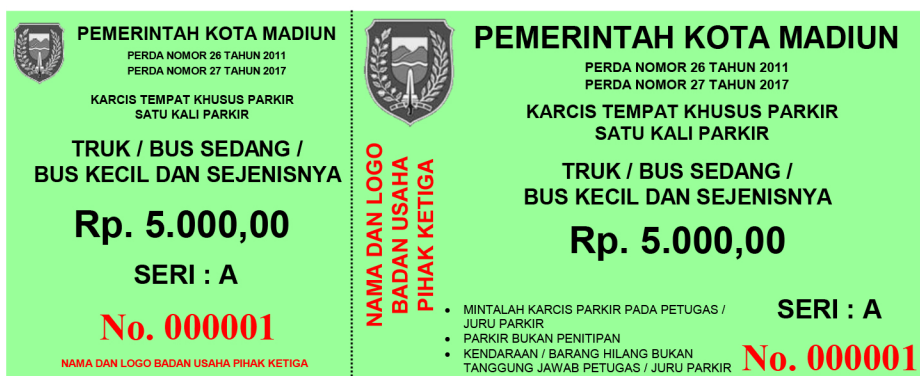 PEMERINTAH KOTA MADIUN
PERDA NOMOR 26 TAHUN 2011
PERDA NOMOR 27 TAHUN 2017
KARCIS TEMPAT KHUSUS PARKIR
SATU KALI PARKIR
TRUK / BUS SEDANG /
BUS KECIL DAN SEJENISNYA
Rp. 5.000,00
SERI : A
No. 000001
NAMA DAN LOGO BADAN USAHA PIHAK KETIGA
NAMA DAN LOGO
BADAN USAHA
PIHAK KETIGA
PEMERINTAH KOTA MADIUN
PERDA NOMOR 26 TAHUN 2011
PERDA NOMOR 27 TAHUN 2017
KARCIS TEMPAT KHUSUS PARKIR
SATU KALI PARKIR
TRUK / BUS SEDANG /
BUS KECIL DAN SEJENISNYA
Rp. 5.000,00
• MINTALAH KARCIS PARKIR PADA PETUGAS /
JURU PARKIR
• PARKIR BUKAN PENITIPAN
• KENDARAAN / BARANG HILANG BUKAN
TANGGUNG JAWAB PETUGAS / JURU PARKIR
SERI : A
No. 000001